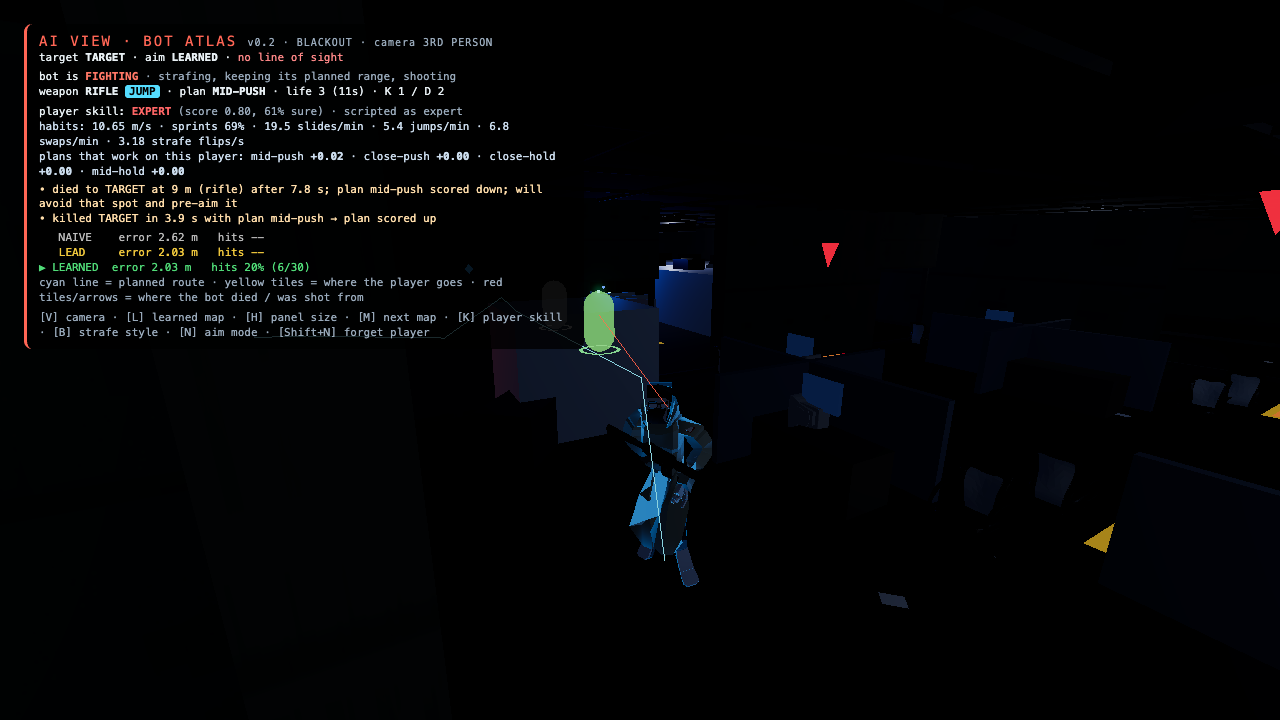 AI VIEW · BOT ATLAS v0.2 · BLACKOUT · camera 3RD PERSON
target TARGET · aim LEARNED · no line of sight
bot is FIGHTING · strafing, keeping its planned range, shooting
weapon RIFLE JUMP · plan MID-PUSH · life 3 (11s) · K 1 / D 2
player skill: EXPERT (score 0.80, 61% sure) · scripted as expert
habits: 10.65 m/s · sprints 69% · 19.5 slides/min · 5.4 jumps/min · 6.8
swaps/min · 3.18 strafe flips/s
plans that work on this player: mid-push +0.02 · close-push +0.00 · close-hold
+0.00 · mid-hold +0.00
• died to TARGET at 9 m (rifle) after 7.8 s; plan mid-push scored down; will
avoid that spot and pre-aim it
• killed TARGET in 3.9 s with plan mid-push → plan scored up
NAIVE error 2.62 m hits --
LEAD error 2.03 m hits --
▶ LEARNED error 2.03 m hits 20% (6/30)
cyan line = planned route · yellow tiles = where the player goes · red
tiles/arrows = where the bot died / was shot from
[V] camera · [L] learned map · [H] panel size · [M] next map · [K] player skill
· [B] strafe style · [N] aim mode · [Shift+N] forget player